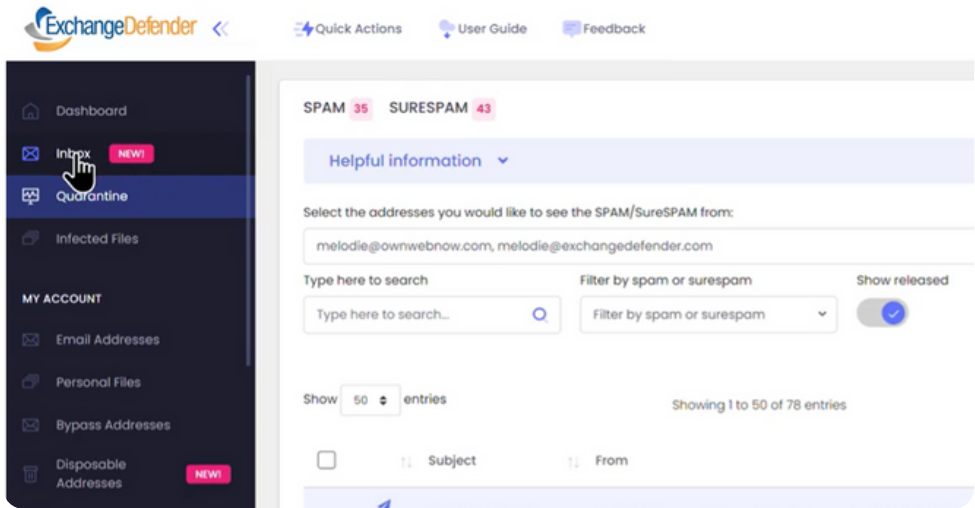 ExchangeDefender
Quick Actions
User Guide
Feedback
Dashboard
Inbox NEW!
Quarantine
Infected Files
MY ACCOUNT
Email Addresses
Personal Files
Bypass Addresses
Disposable
Addresses NEW!
SPAM 35 SURESPAM 43
Helpful information
Select the addresses you would like to see the SPAM/SureSPAM from:
melodie@ownwebnow.com, melodie@exchangedefender.com
Type here to search
Type here to search...
Filter by spam or surespam
Filter by spam or surespam
Show released
Show 50 entries
Showing 1 to 50 of 78 entries
Subject
From